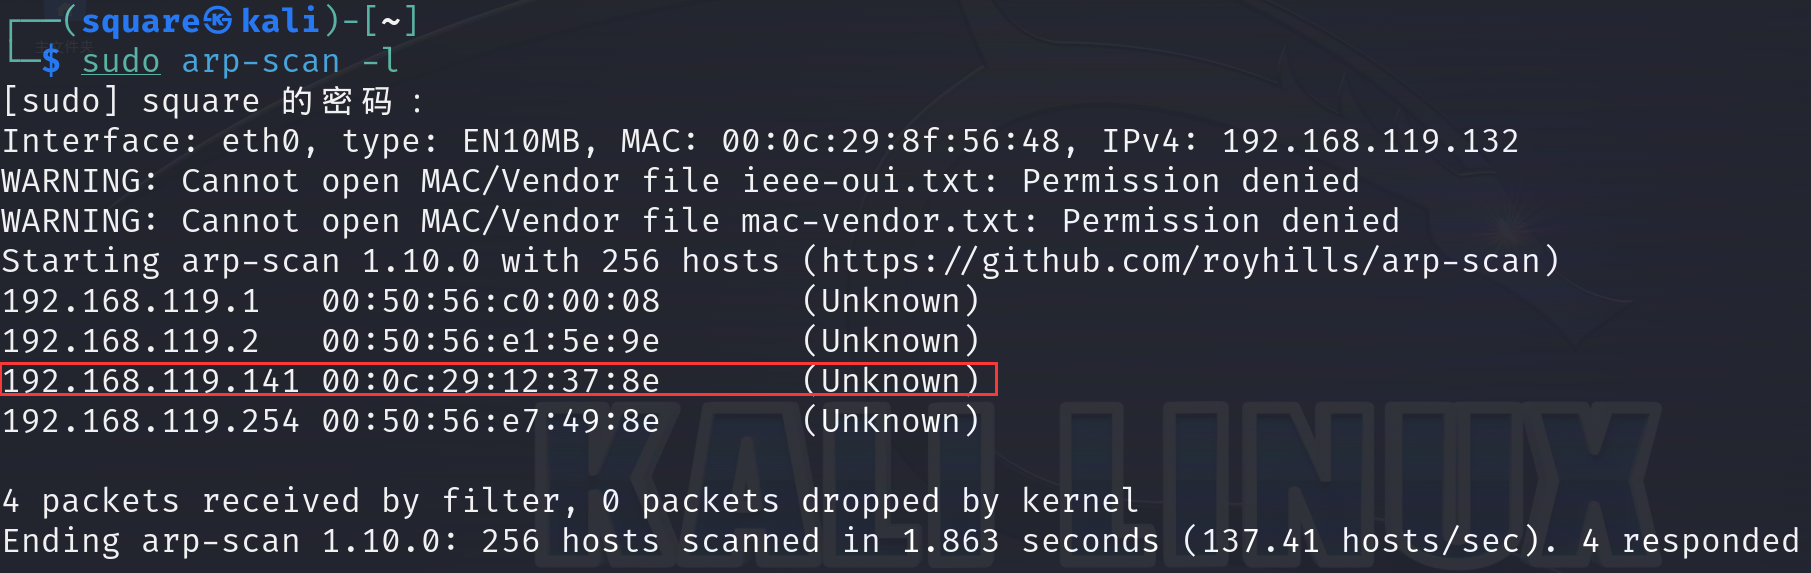 ┌──(square㉿kali)-[~]
└─$ sudo arp-scan -l
[sudo] square 的密码：
Interface: eth0, type: EN10MB, MAC: 00:0c:29:8f:56:48, IPv4: 192.168.119.132
WARNING: Cannot open MAC/Vendor file ieee-oui.txt: Permission denied
WARNING: Cannot open MAC/Vendor file mac-vendor.txt: Permission denied
Starting arp-scan 1.10.0 with 256 hosts (https://github.com/royhills/arp-scan)
192.168.119.1 00:50:56:c0:00:08 (Unknown)
192.168.119.2 00:50:56:e1:5e:9e (Unknown)
192.168.119.141 00:0c:29:12:37:8e (Unknown)
192.168.119.254 00:50:56:e7:49:8e (Unknown)
4 packets received by filter, 0 packets dropped by kernel
Ending arp-scan 1.10.0: 256 hosts scanned in 1.863 seconds (137.41 hosts/sec). 4 responded
KALI LINUX
主文件夹